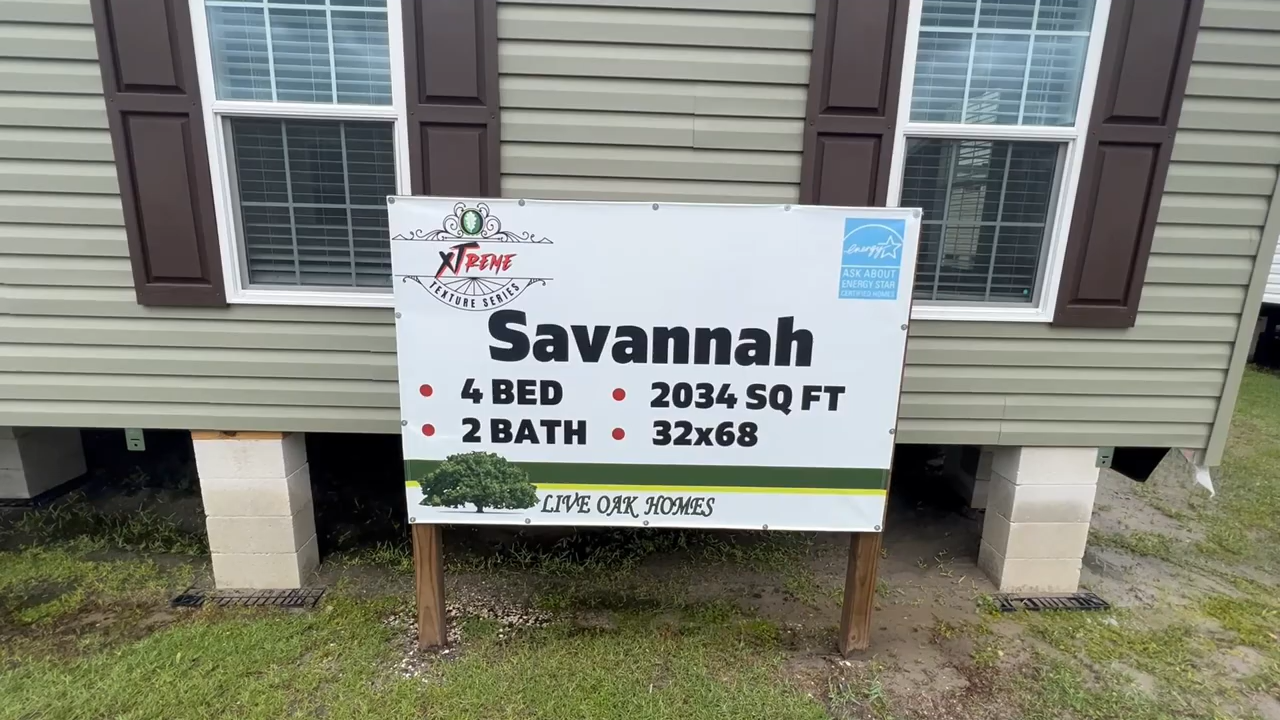 XTREME
TEXTURE SERIES
energy
ASK ABOUT
ENERGY STAR
CERTIFIED HOMES
Savannah
• 4 BED • 2034 SQ FT
• 2 BATH • 32x68
LIVE OAK HOMES